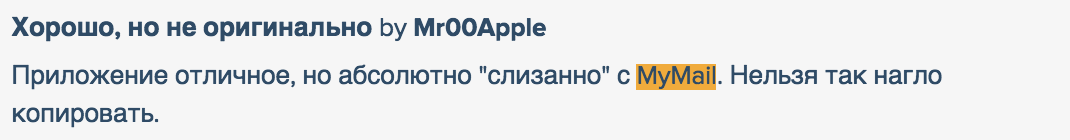 Хорошо, но не оригинально by Mr00Apple
Приложение отличное, но абсолютно "слизанно" с MyMail. Нельзя так нагло
копировать.